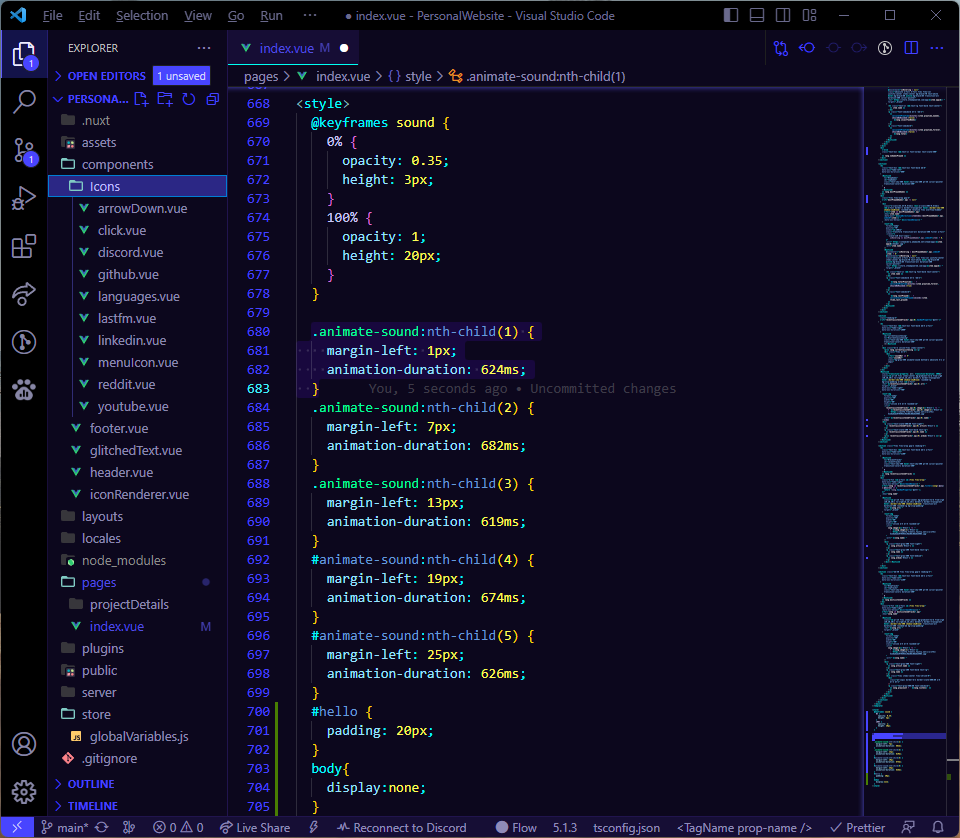 File Edit Selection View Go Run ··· ● index.vue - PersonalWebsite - Visual Studio Code
EXPLORER ···
OPEN EDITORS 1 unsaved
PERSONA...
.nuxt
assets
components
Icons
arrowDown.vue
click.vue
discord.vue
github.vue
languages.vue
lastfm.vue
linkedin.vue
menuIcon.vue
reddit.vue
youtube.vue
footer.vue
glitchedText.vue
header.vue
iconRenderer.vue
layouts
locales
node_modules
pages
projectDetails
index.vue M
plugins
public
server
store
JS globalVariables.js
.gitignore
OUTLINE
TIMELINE
1
1
index.vue M ●
pages > index.vue > {} style > .animate-sound:nth-child(1)
668 <style>
669 @keyframes sound {
670 0% {
671 opacity: 0.35;
672 height: 3px;
673 }
674 100% {
675 opacity: 1;
676 height: 20px;
677 }
678 }
679
680 .animate-sound:nth-child(1) {
681 margin-left: 1px;
682 animation-duration: 624ms;
683 } You, 5 seconds ago • Uncommitted changes
684 .animate-sound:nth-child(2) {
685 margin-left: 7px;
686 animation-duration: 682ms;
687 }
688 .animate-sound:nth-child(3) {
689 margin-left: 13px;
690 animation-duration: 619ms;
691 }
692 #animate-sound:nth-child(4) {
693 margin-left: 19px;
694 animation-duration: 674ms;
695 }
696 #animate-sound:nth-child(5) {
697 margin-left: 25px;
698 animation-duration: 626ms;
699 }
700 #hello {
701 padding: 20px;
702 }
703 body{
704 display:none;
705 }
main* 0 0 Live Share Reconnect to Discord Flow 5.1.3 tsconfig.json <TagName prop-name /> Prettier